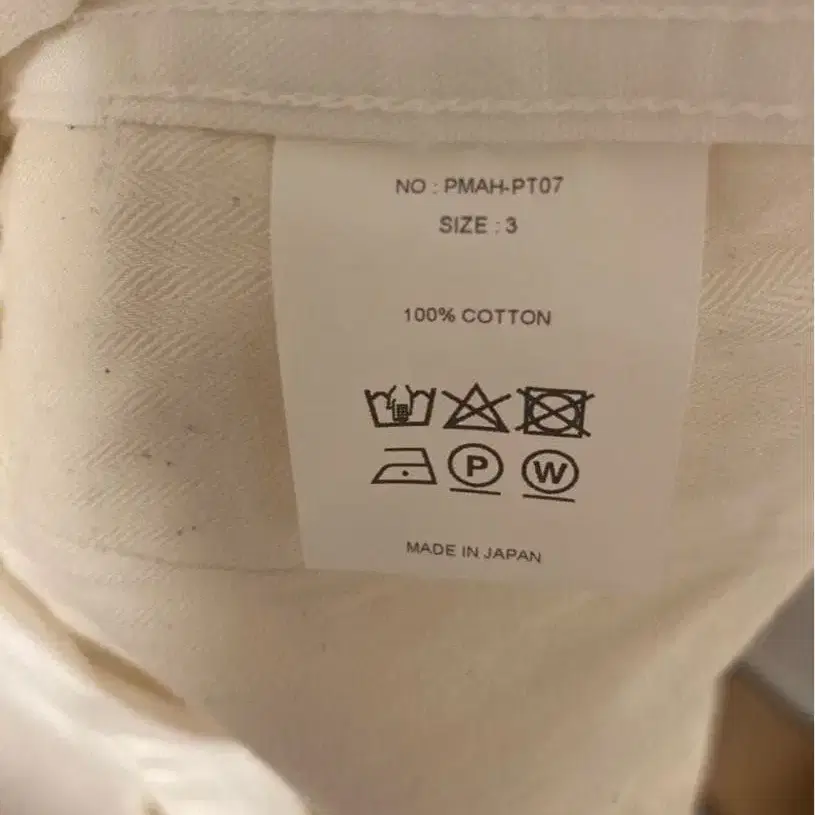 NO : PMAH-PT07
SIZE : 3
100% COTTON
P W
MADE IN JAPAN